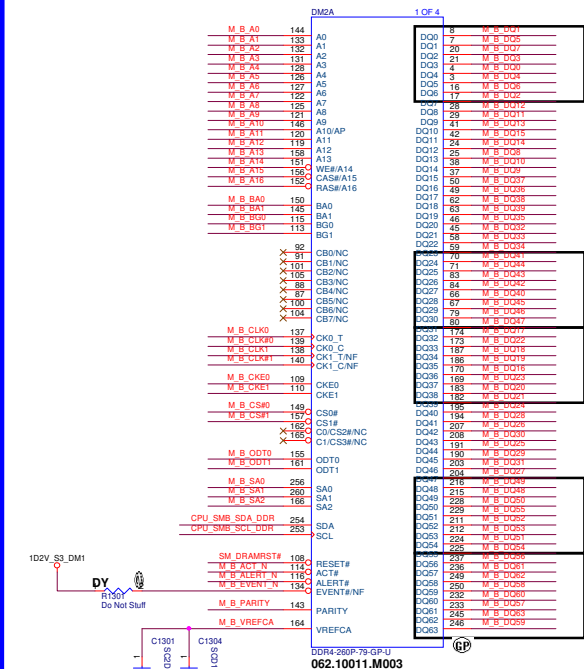 DM2A 1 OF 4
M_B_A0 144 A0
M_B_A1 133 A1
M_B_A2 132 A2
M_B_A3 131 A3
M_B_A4 128 A4
M_B_A5 126 A5
M_B_A6 127 A6
M_B_A7 122 A7
M_B_A8 125 A8
M_B_A9 121 A9
M_B_A10 146 A10/AP
M_B_A11 120 A11
M_B_A12 119 A12
M_B_A13 158 A13
M_B_A14 151 WE#/A14
M_B_A15 156 CAS#/A15
M_B_A16 152 RAS#/A16
M_B_BA0 150 BA0
M_B_BA1 145 BA1
M_B_BG0 115 BG0
M_B_BG1 113 BG1
92 CB0/NC
91 CB1/NC
101 CB2/NC
105 CB3/NC
88 CB4/NC
87 CB5/NC
100 CB6/NC
104 CB7/NC
M_B_CLK0 137 CK0_T
M_B_CLK#0 139 CK0_C
M_B_CLK1 138 CK1_T/NF
M_B_CLK#1 140 CK1_C/NF
M_B_CKE0 109 CKE0
M_B_CKE1 110 CKE1
M_B_CS#0 149 CS0#
M_B_CS#1 157 CS1#
162 C0/CS2#/NC
165 C1/CS3#/NC
M_B_ODT0 155 ODT0
M_B_ODT1 161 ODT1
M_B_SA0 256 SA0
M_B_SA1 260 SA1
M_B_SA2 166 SA2
CPU_SMB_SDA_DDR 254 SDA
CPU_SMB_SCL_DDR 253 SCL
SM_DRAMRST# 108 RESET#
M_B_ACT_N 114 ACT#
M_B_ALERT_N 116 ALERT#
M_B_EVENT_N 134 EVENT#/NF
M_B_PARITY 143 PARITY
M_B_VREFCA 164 VREFCA
DQ0 8 M_B_DQ1
DQ1 7 M_B_DQ5
DQ2 20 M_B_DQ7
DQ3 21 M_B_DQ3
DQ4 4 M_B_DQ0
DQ5 3 M_B_DQ4
DQ6 16 M_B_DQ6
DQ7 17 M_B_DQ2
DQ8 28 M_B_DQ12
DQ9 29 M_B_DQ11
DQ10 41 M_B_DQ13
DQ11 42 M_B_DQ15
DQ12 24 M_B_DQ14
DQ13 25 M_B_DQ8
DQ14 38 M_B_DQ10
DQ15 37 M_B_DQ9
DQ16 50 M_B_DQ37
DQ17 49 M_B_DQ36
DQ18 62 M_B_DQ38
DQ19 63 M_B_DQ39
DQ20 46 M_B_DQ35
DQ21 45 M_B_DQ32
DQ22 58 M_B_DQ33
59 M_B_DQ34
70 M_B_DQ41
DQ24 71 M_B_DQ44
DQ25 83 M_B_DQ43
DQ26 84 M_B_DQ42
DQ27 66 M_B_DQ40
DQ28 67 M_B_DQ45
DQ29 79 M_B_DQ46
DQ30 80 M_B_DQ47
174 M_B_DQ17
DQ32 173 M_B_DQ22
DQ33 187 M_B_DQ18
DQ34 186 M_B_DQ19
DQ35 170 M_B_DQ16
DQ36 169 M_B_DQ23
DQ37 183 M_B_DQ20
DQ38 182 M_B_DQ21
195 M_B_DQ24
DQ40 194 M_B_DQ28
DQ41 207 M_B_DQ26
DQ42 208 M_B_DQ30
DQ43 191 M_B_DQ25
DQ44 190 M_B_DQ29
DQ45 203 M_B_DQ31
DQ46 204 M_B_DQ27
216 M_B_DQ49
DQ48 215 M_B_DQ48
DQ49 228 M_B_DQ50
DQ50 229 M_B_DQ55
DQ51 211 M_B_DQ52
DQ52 212 M_B_DQ53
DQ53 224 M_B_DQ51
DQ54 225 M_B_DQ54
237 M_B_DQ56
DQ56 236 M_B_DQ61
DQ57 249 M_B_DQ62
DQ58 250 M_B_DQ58
DQ59 232 M_B_DQ60
DQ60 233 M_B_DQ57
DQ61 245 M_B_DQ63
DQ62 246 M_B_DQ59
DQ63
1D2V_S3_DM1
DY
R1301
Do Not Stuff
C1301 C1304
1 1
DDR4-260P-79-GP-U
062.10011.M003
GP